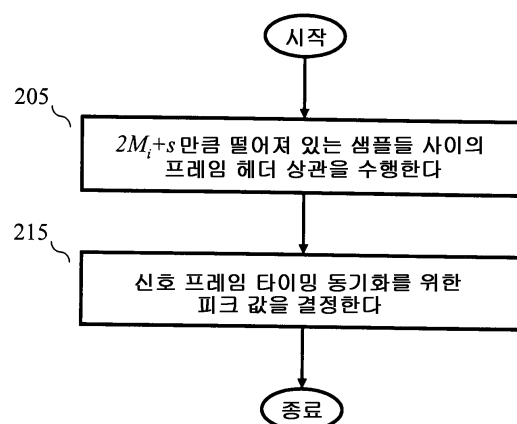 시작
205
2Mᵢ+s 만큼 떨어져 있는 샘플들 사이의
프레임 헤더 상관을 수행한다
215
신호 프레임 타이밍 동기화를 위한
피크 값을 결정한다
종료